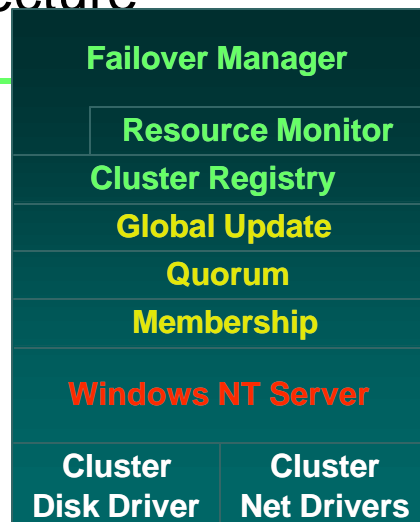 Failover Manager
Resource Monitor
Cluster Registry
Global Update
Quorum
Membership
Windows NT Server
Cluster
Disk Driver
Cluster
Net Drivers